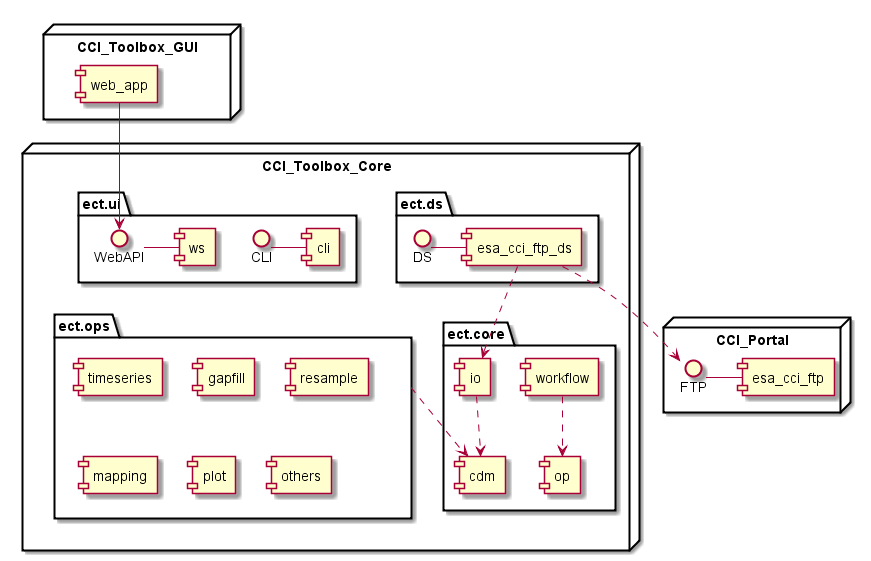 CCI_Toolbox_GUI
web_app
CCI_Toolbox_Core
ect.ui
WebAPI
ws
CLI
cli
ect.ds
DS
esa_cci_ftp_ds
ect.ops
timeseries
gapfill
resample
mapping
plot
others
ect.core
io
workflow
cdm
op
CCI_Portal
FTP
esa_cci_ftp